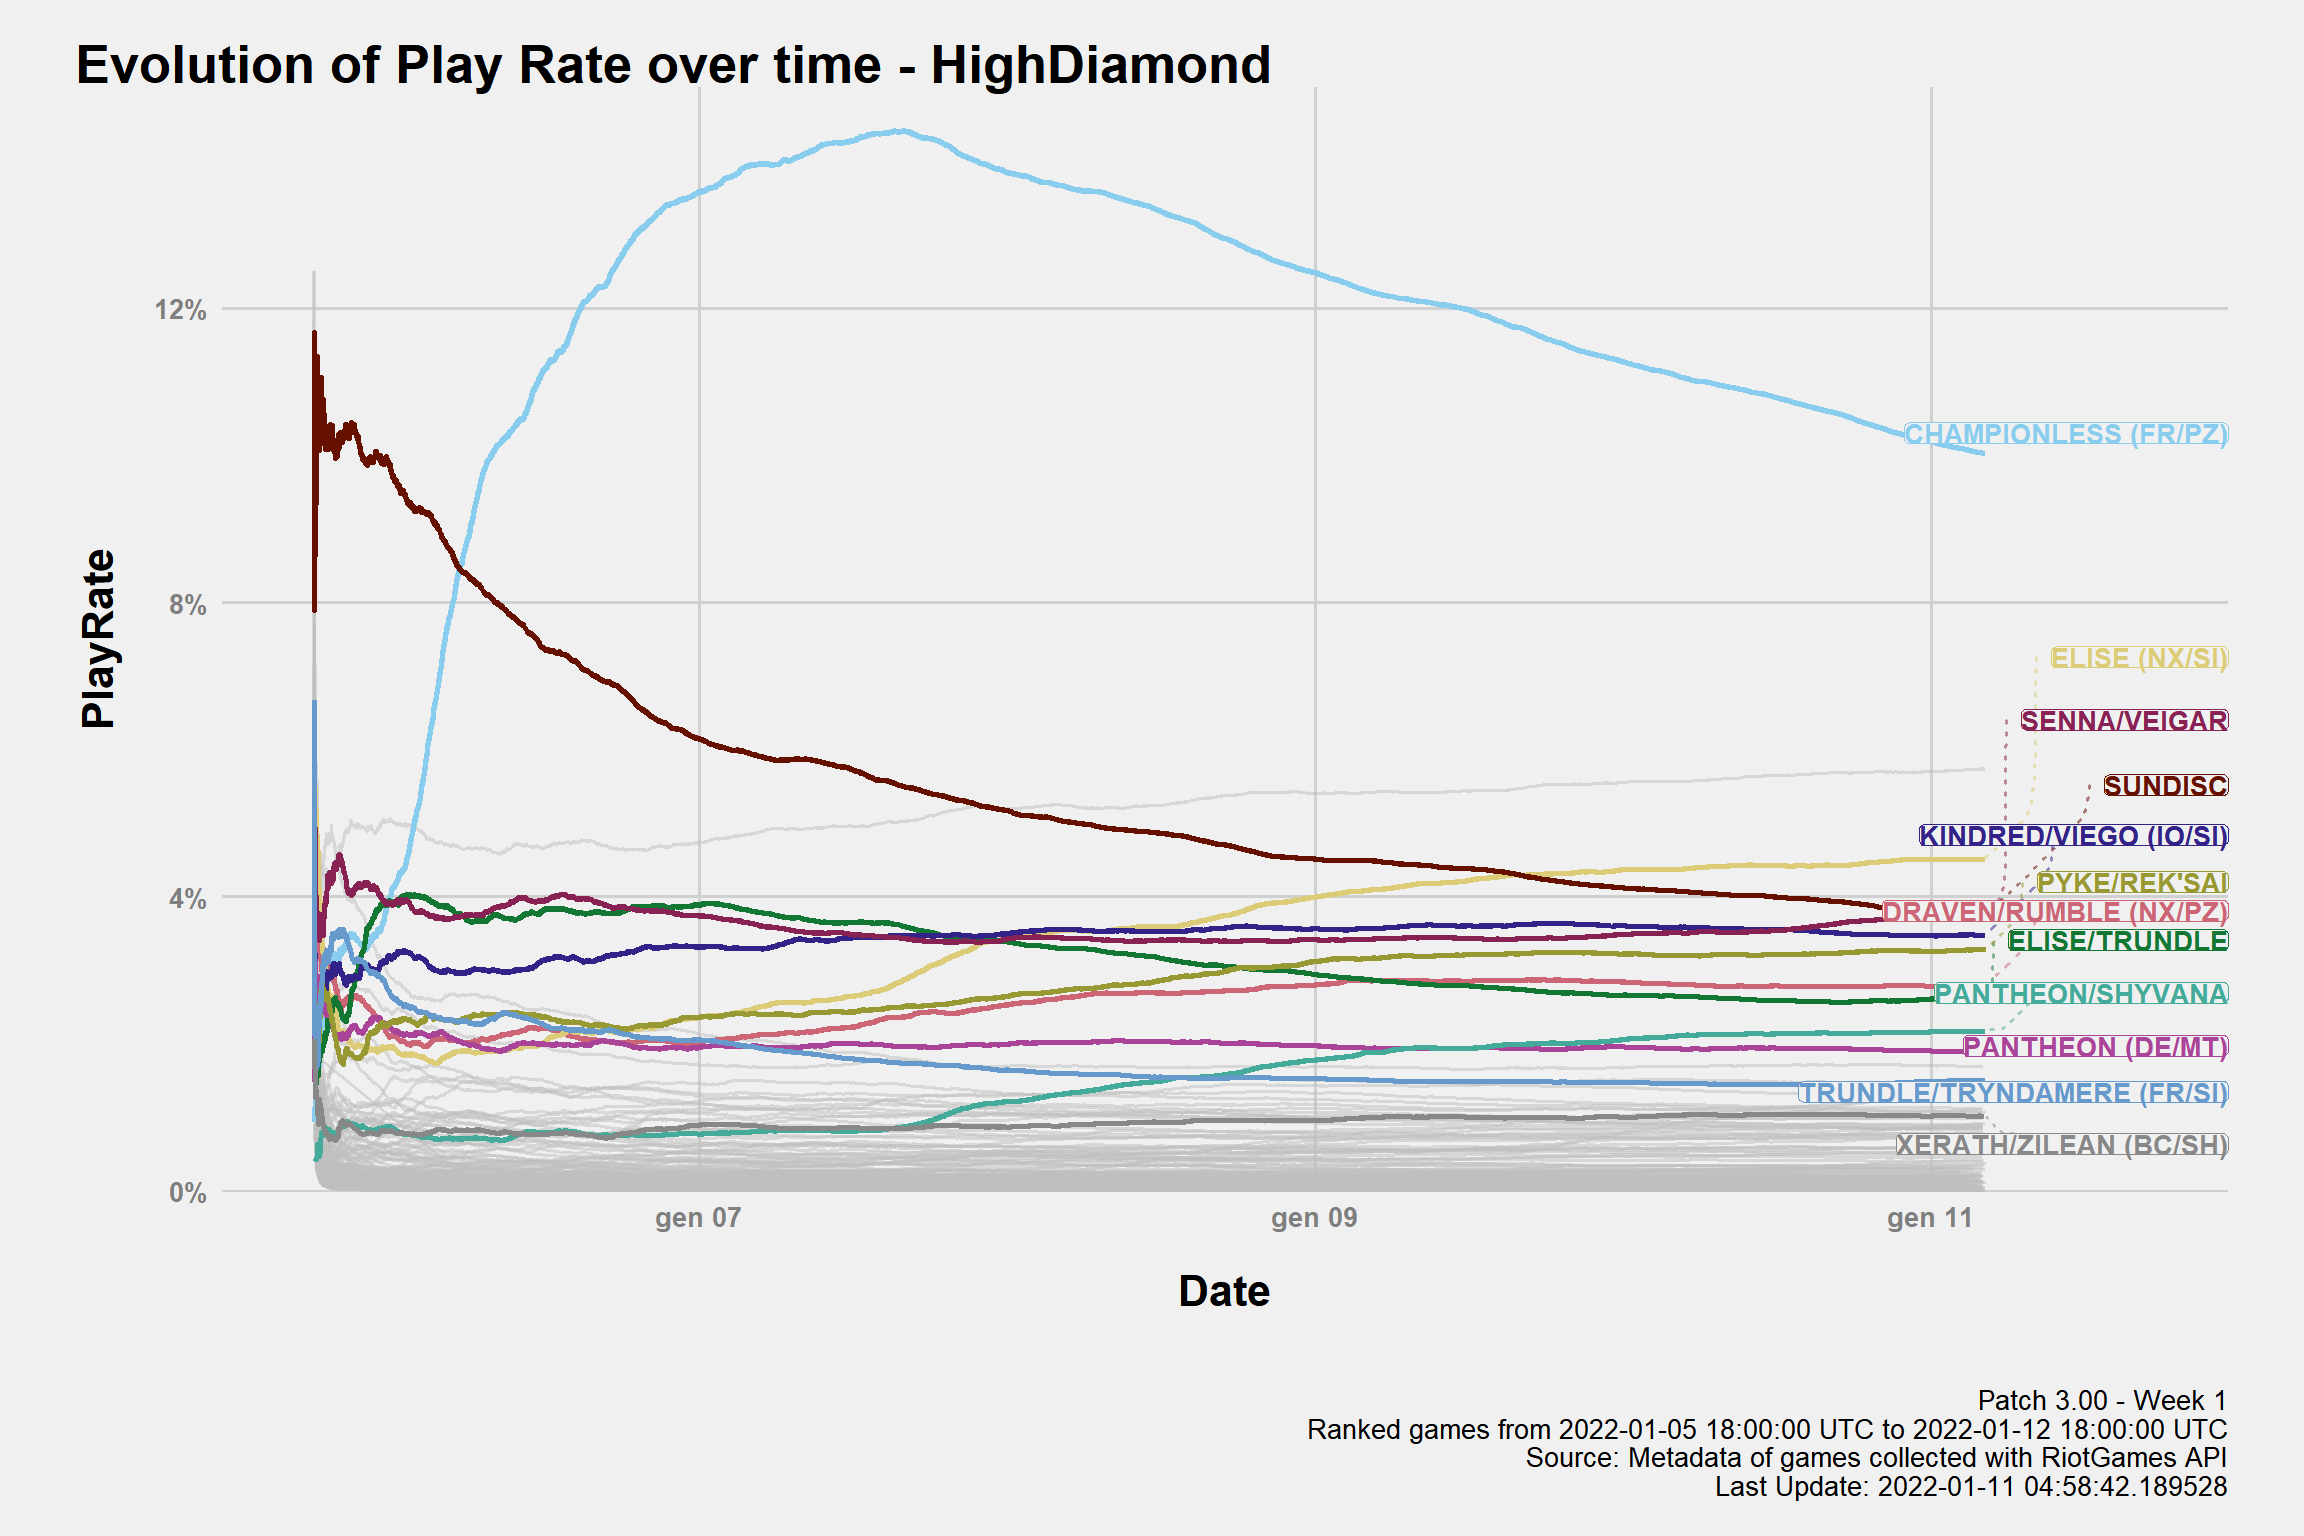 Evolution of Play Rate over time - HighDiamond
PlayRate
12%
8%
4%
0%
CHAMPIONLESS (FR/PZ)
ELISE (NX/SI)
SENNA/VEIGAR
SUNDISC
KINDRED/VIEGO (IO/SI)
PYKE/REK'SAI
DRAVEN/RUMBLE (NX/PZ)
ELISE/TRUNDLE
PANTHEON/SHYVANA
PANTHEON (DE/MT)
TRUNDLE/TRYNDAMERE (FR/SI)
XERATH/ZILEAN (BC/SH)
gen 07
gen 09
gen 11
Date
Patch 3.00 - Week 1
Ranked games from 2022-01-05 18:00:00 UTC to 2022-01-12 18:00:00 UTC
Source: Metadata of games collected with RiotGames API
Last Update: 2022-01-11 04:58:42.189528